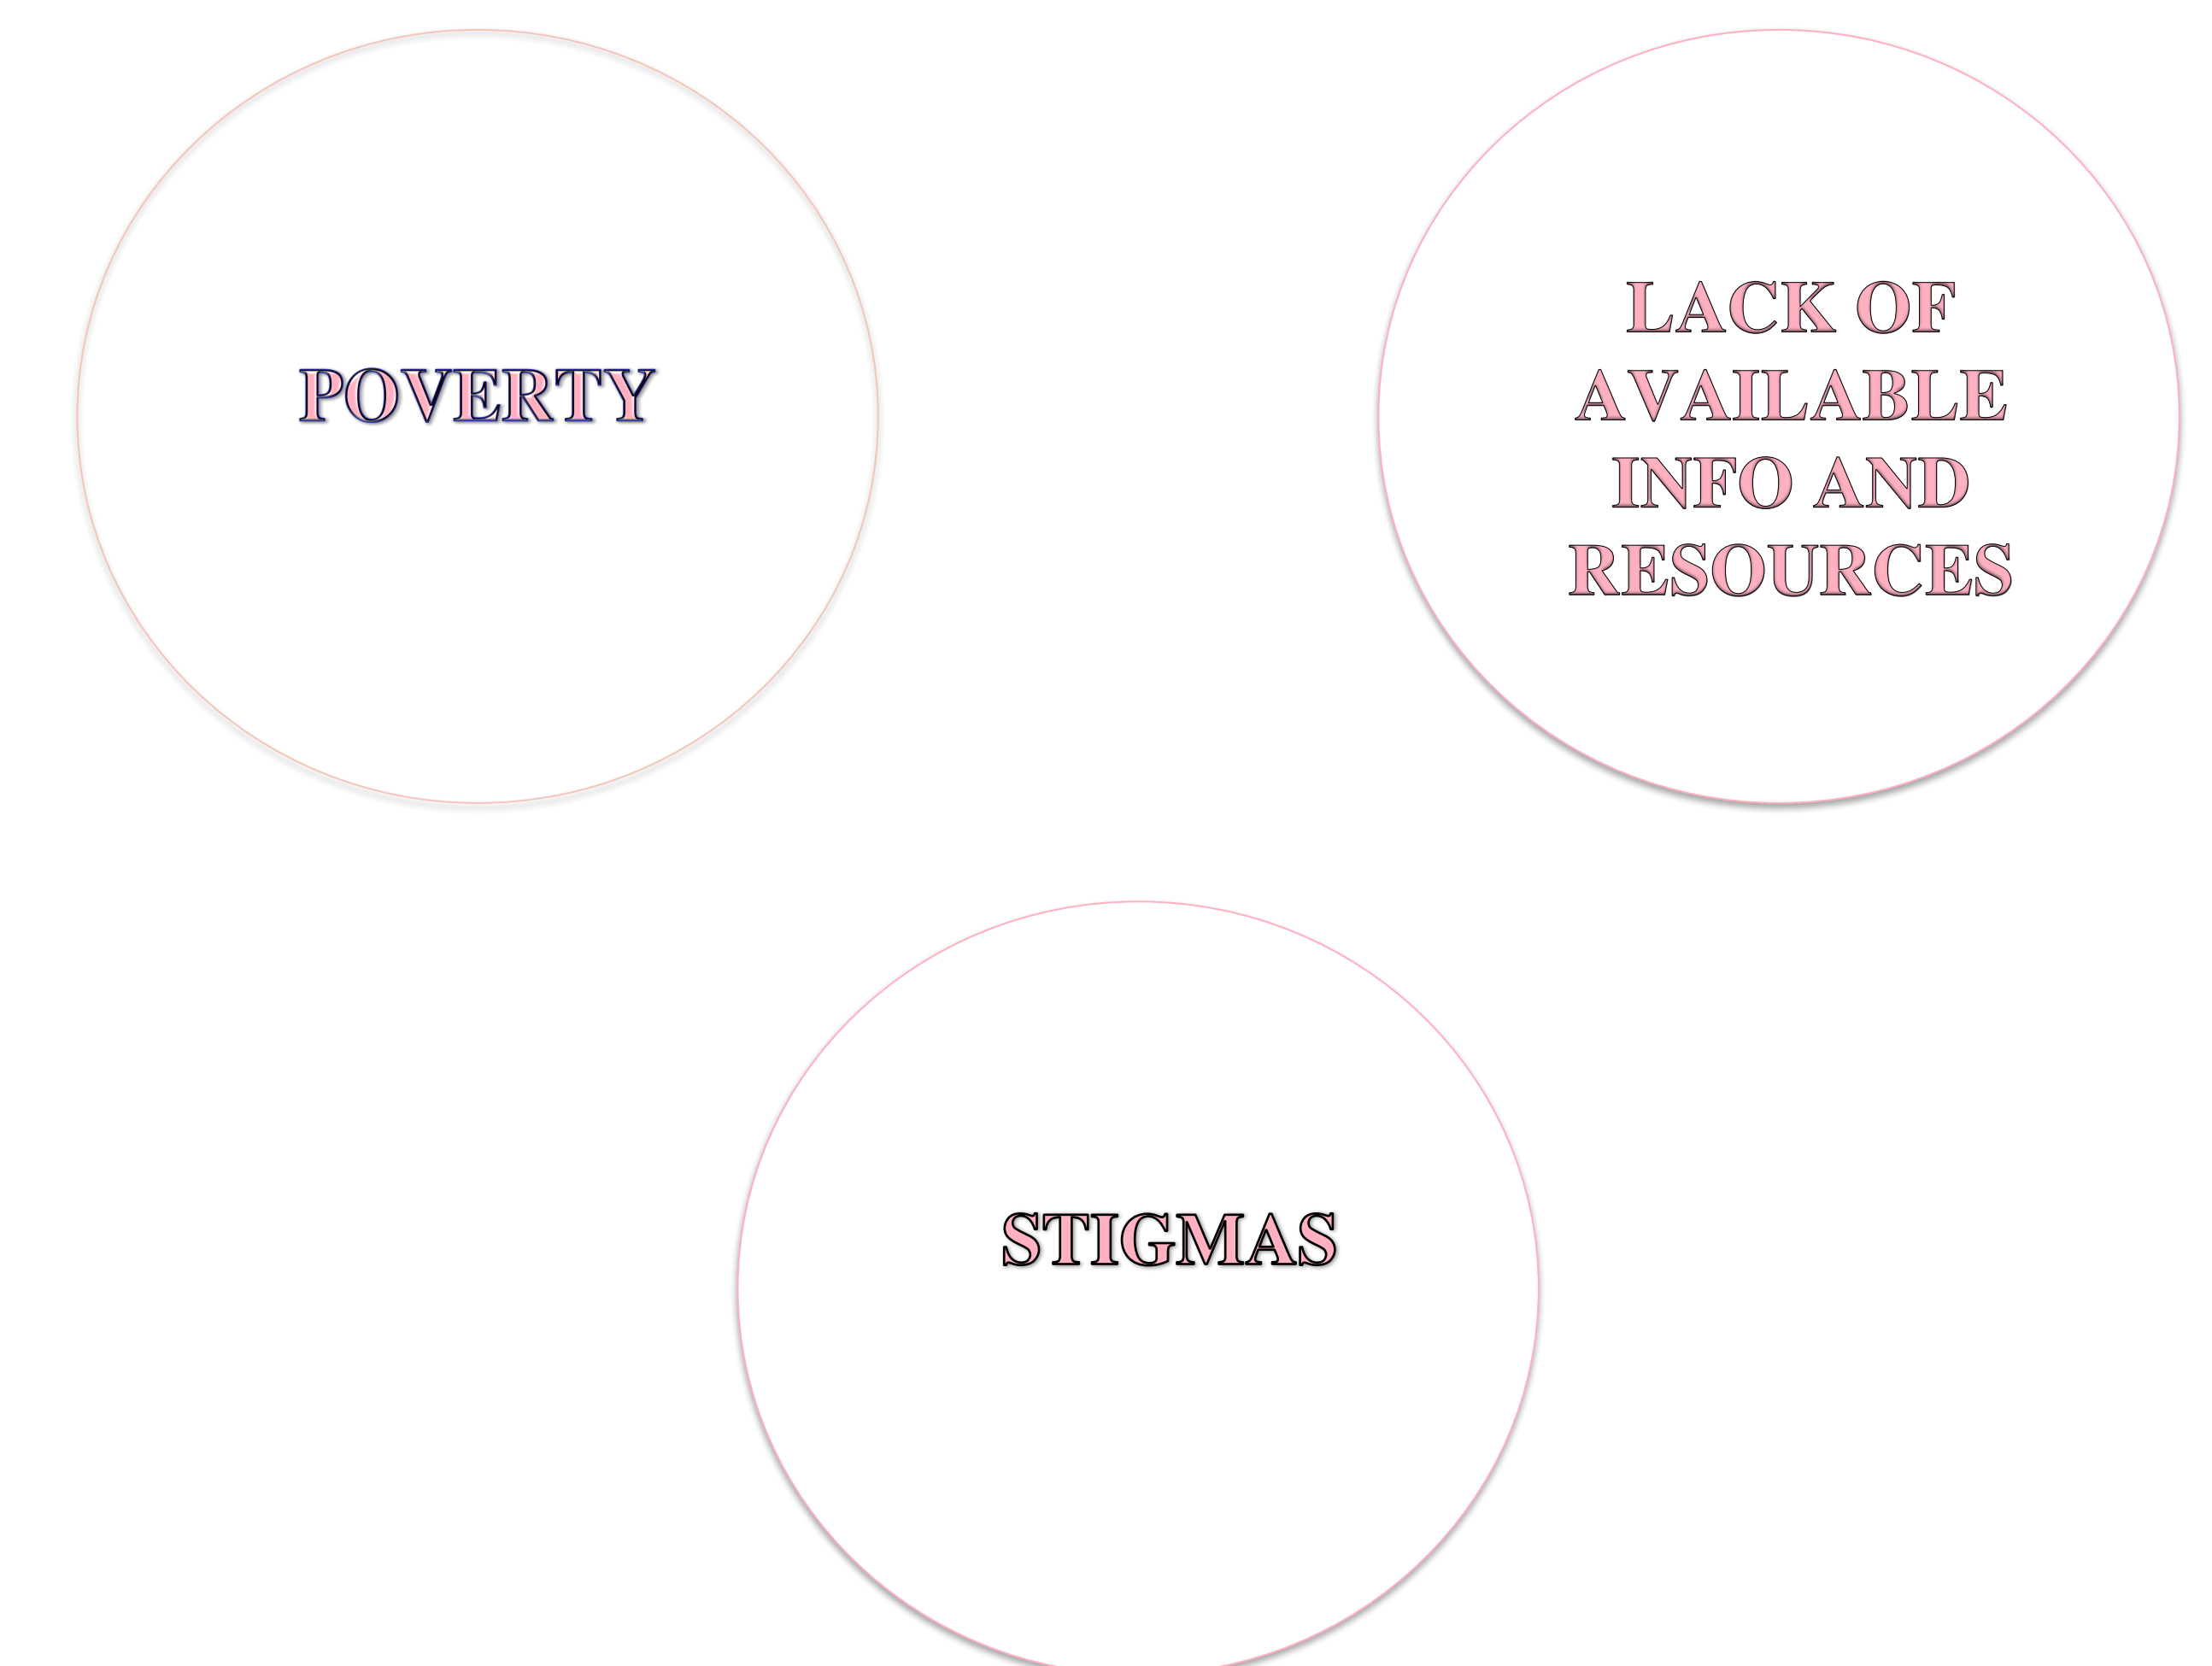 POVERTY
LACK OF
AVAILABLE
INFO AND
RESOURCES
STIGMAS